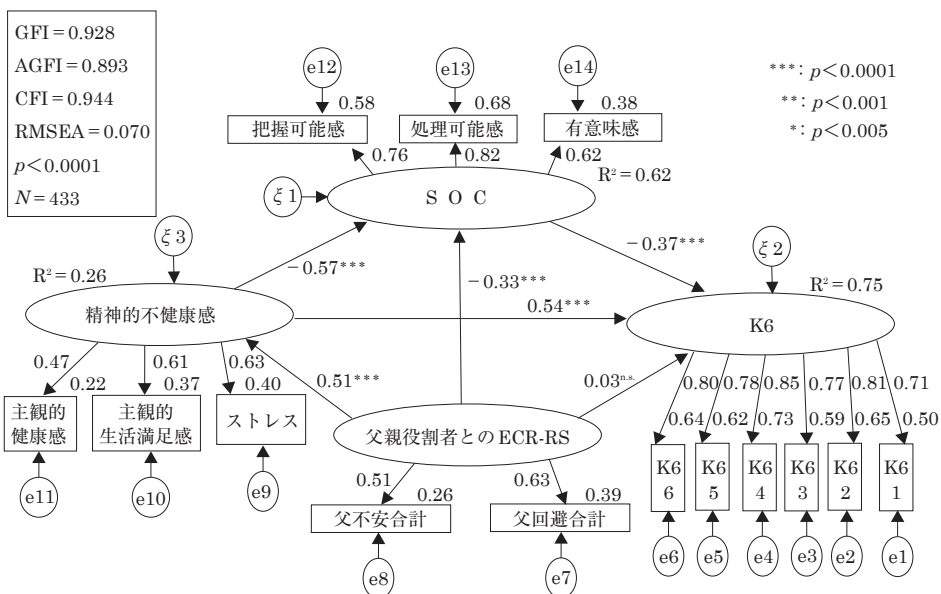 GFI＝0.928
AGFI＝0.893
CFI＝0.944
RMSEA＝0.070
p＜0.0001
N＝433
***: p＜0.0001
**: p＜0.001
*: p＜0.005
e12
e13
e14
0.58
0.68
0.38
把握可能感
処理可能感
有意味感
0.76
0.82
0.62
R²＝0.62
ξ1
S O C
ξ3
R²＝0.26
－0.57***
－0.33***
－0.37***
ξ2
R²＝0.75
精神的不健康感
0.54***
K6
0.47
0.22
0.61
0.37
0.63
0.40
0.51***
0.03n.s.
0.80
0.78
0.85
0.77
0.81
0.71
0.64
0.62
0.73
0.59
0.65
0.50
主観的
健康感
主観的
生活満足感
ストレス
父親役割者とのECR-RS
e11
e10
e9
0.51
0.26
0.63
0.39
父不安合計
父回避合計
e8
e7
K6
6
K6
5
K6
4
K6
3
K6
2
K6
1
e6
e5
e4
e3
e2
e1